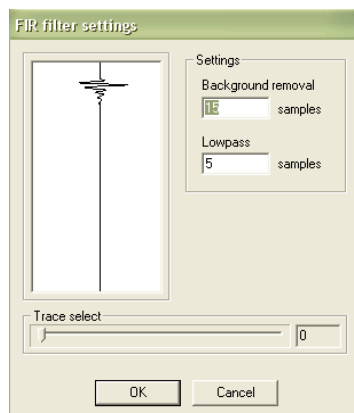 FIR filter settings
Settings
Background removal
15 samples
Lowpass
5 samples
Trace select
0
OK Cancel